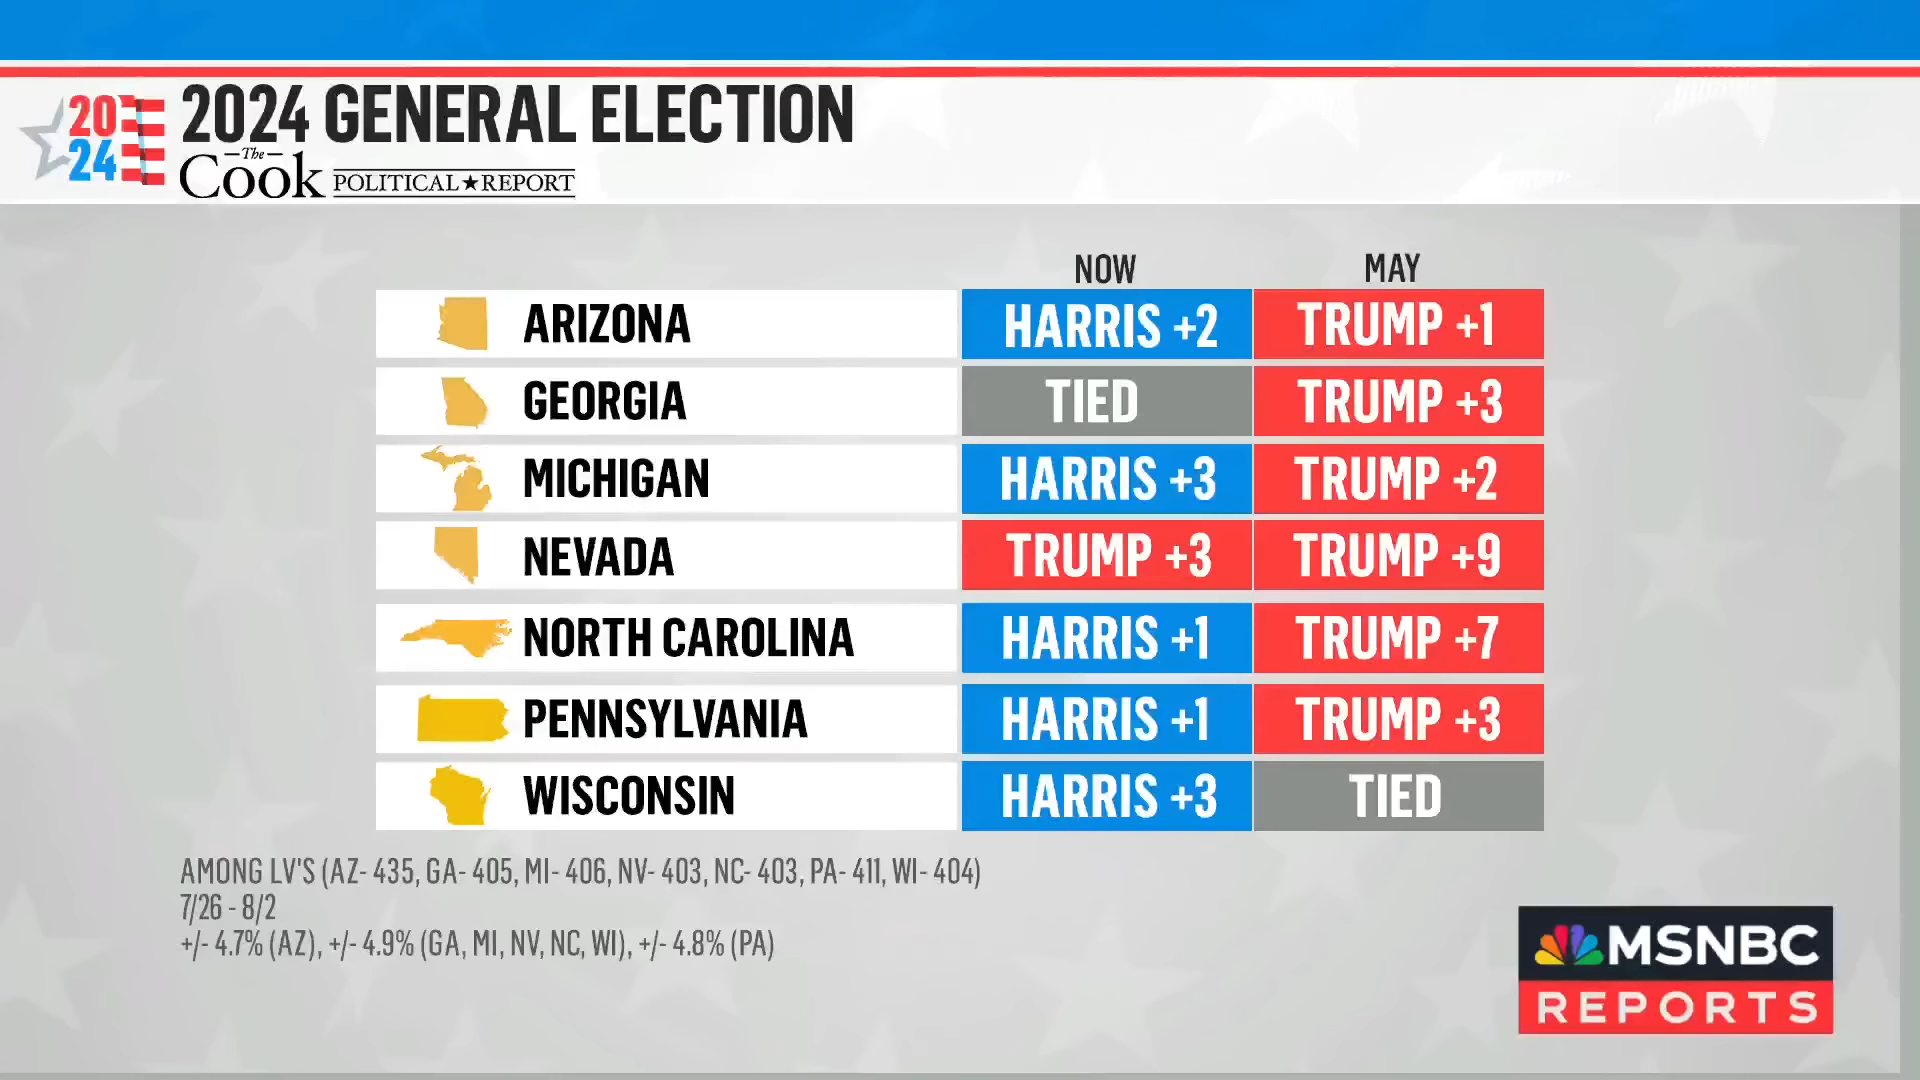 20
24
2024 GENERAL ELECTION
The
Cook POLITICAL★REPORT
NOW MAY
ARIZONA HARRIS +2 TRUMP +1
GEORGIA TIED TRUMP +3
MICHIGAN HARRIS +3 TRUMP +2
NEVADA TRUMP +3 TRUMP +9
NORTH CAROLINA HARRIS +1 TRUMP +7
PENNSYLVANIA HARRIS +1 TRUMP +3
WISCONSIN HARRIS +3 TIED
AMONG LV'S (AZ- 435, GA- 405, MI- 406, NV- 403, NC- 403, PA- 411, WI- 404)
7/26 - 8/2
+/- 4.7% (AZ), +/- 4.9% (GA, MI, NV, NC, WI), +/- 4.8% (PA)
MSNBC
REPORTS